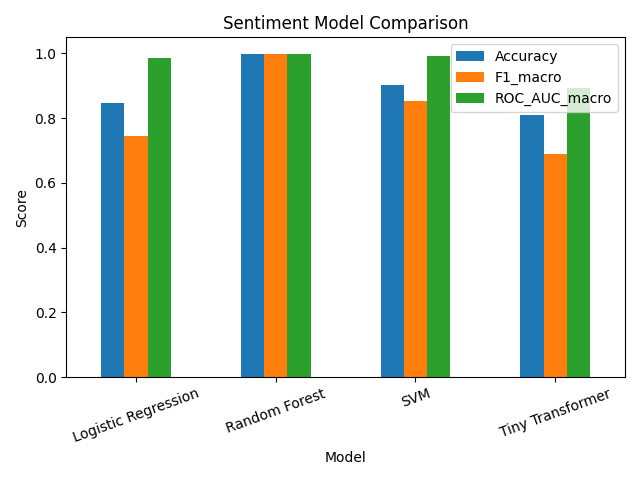 Sentiment Model Comparison
Accuracy
F1_macro
ROC_AUC_macro
1.0
0.8
0.6
0.4
0.2
0.0
Score
Logistic Regression
Random Forest
SVM
Tiny Transformer
Model